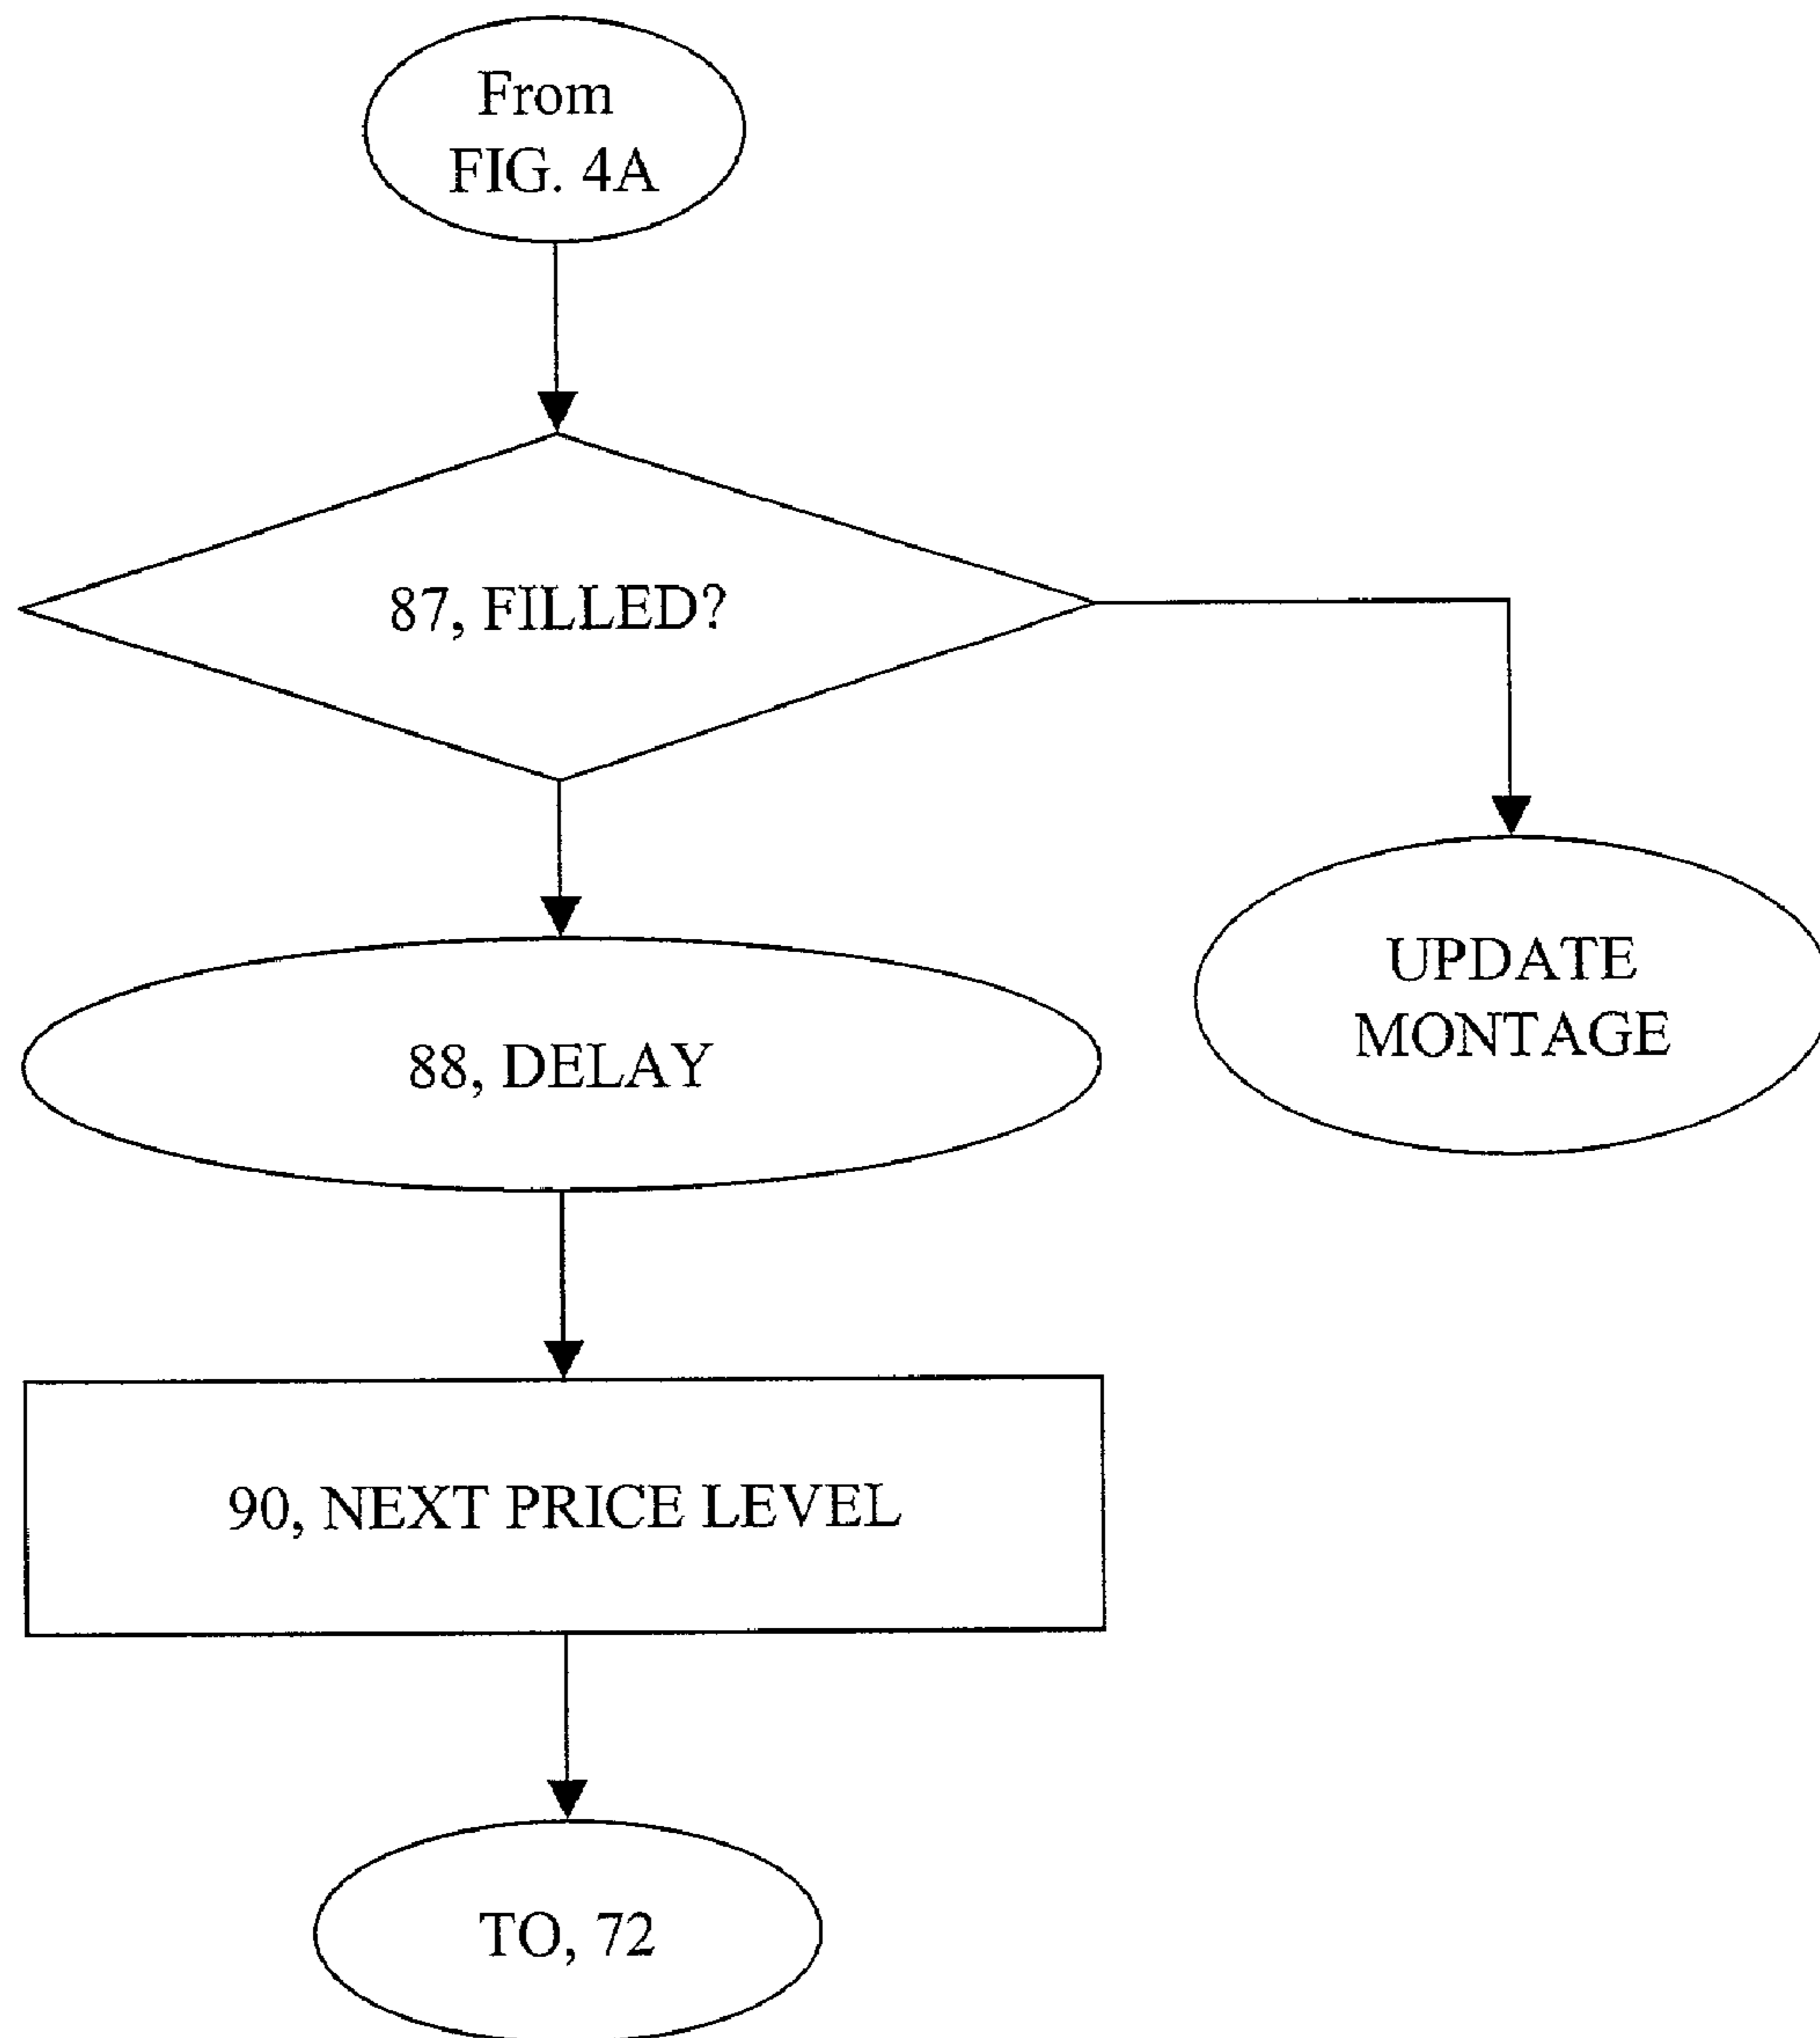 From
FIG. 4A
87, FILLED?
UPDATE
MONTAGE
88, DELAY
90, NEXT PRICE LEVEL
TO, 72